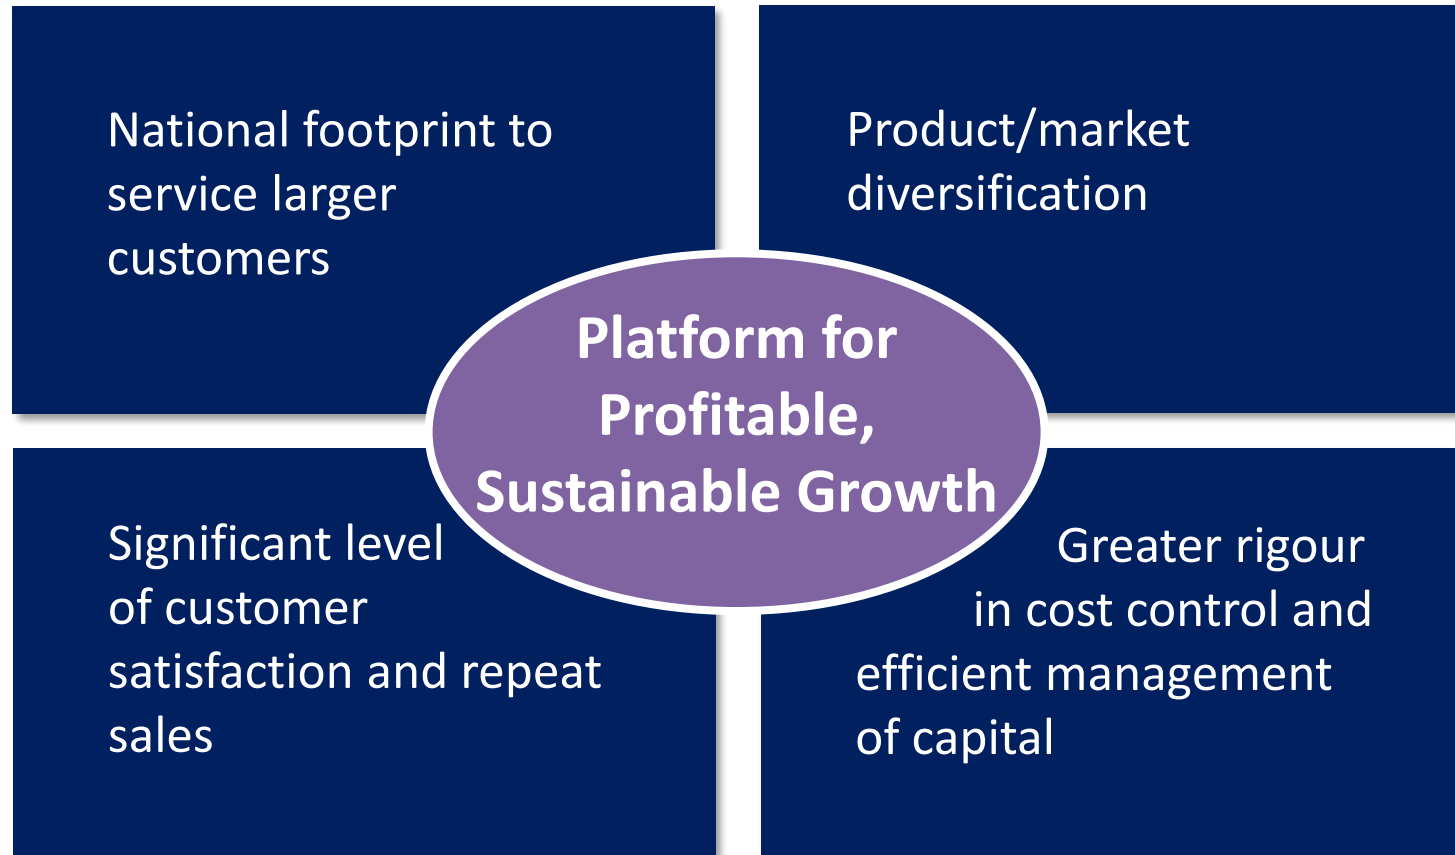 National footprint to
service larger
customers
Product/market
diversification
Platform for
Profitable,
Sustainable Growth
Significant level
of customer
satisfaction and repeat
sales
Greater rigour
in cost control and
efficient management
of capital